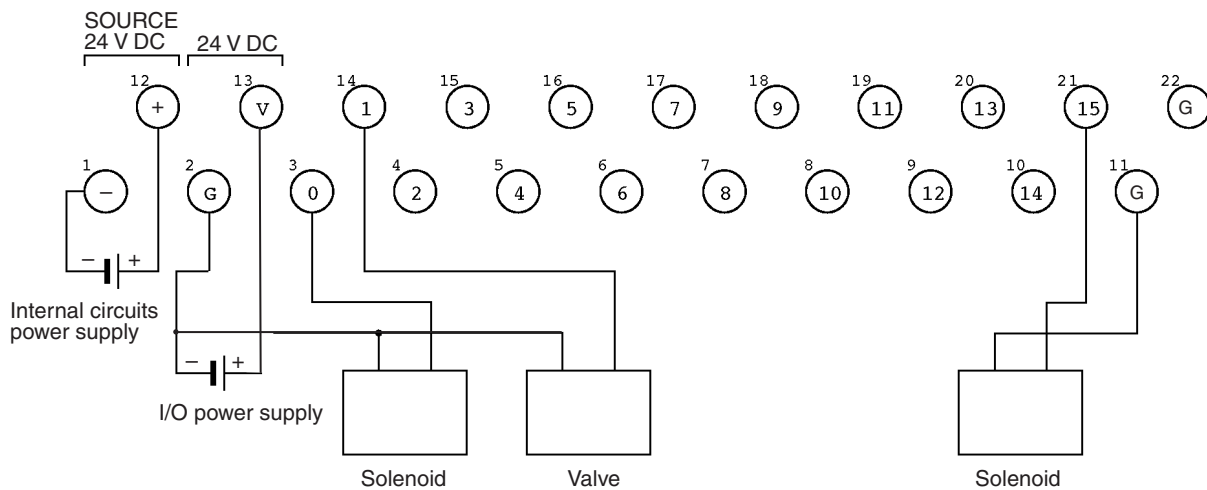 SOURCE
24 V DC
24 V DC
12 13 14 15 16 17 18 19 20 21 22
+ V 1 3 5 7 9 11 13 15 G
1 2 3 4 5 6 7 8 9 10 11
− G 0 2 4 6 8 10 12 14 G
− +
Internal circuits
power supply
− +
I/O power supply
Solenoid
Valve
Solenoid